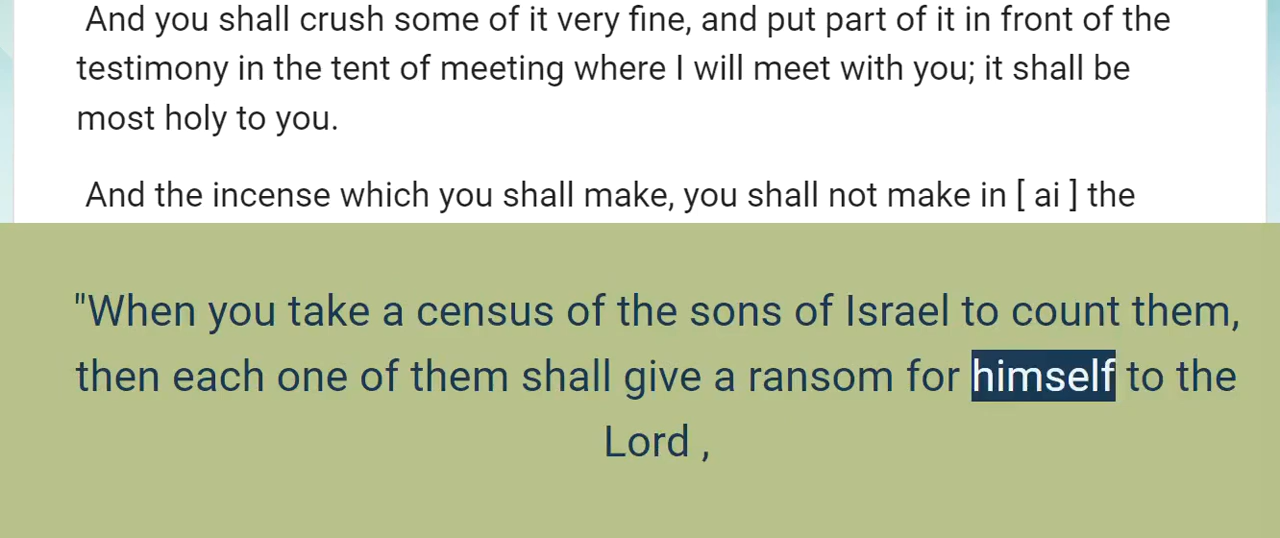 And you shall crush some of it very fine, and put part of it in front of the
testimony in the tent of meeting where I will meet with you; it shall be
most holy to you.
And the incense which you shall make, you shall not make in [ ai ] the
"When you take a census of the sons of Israel to count them,
then each one of them shall give a ransom for himself to the
Lord ,